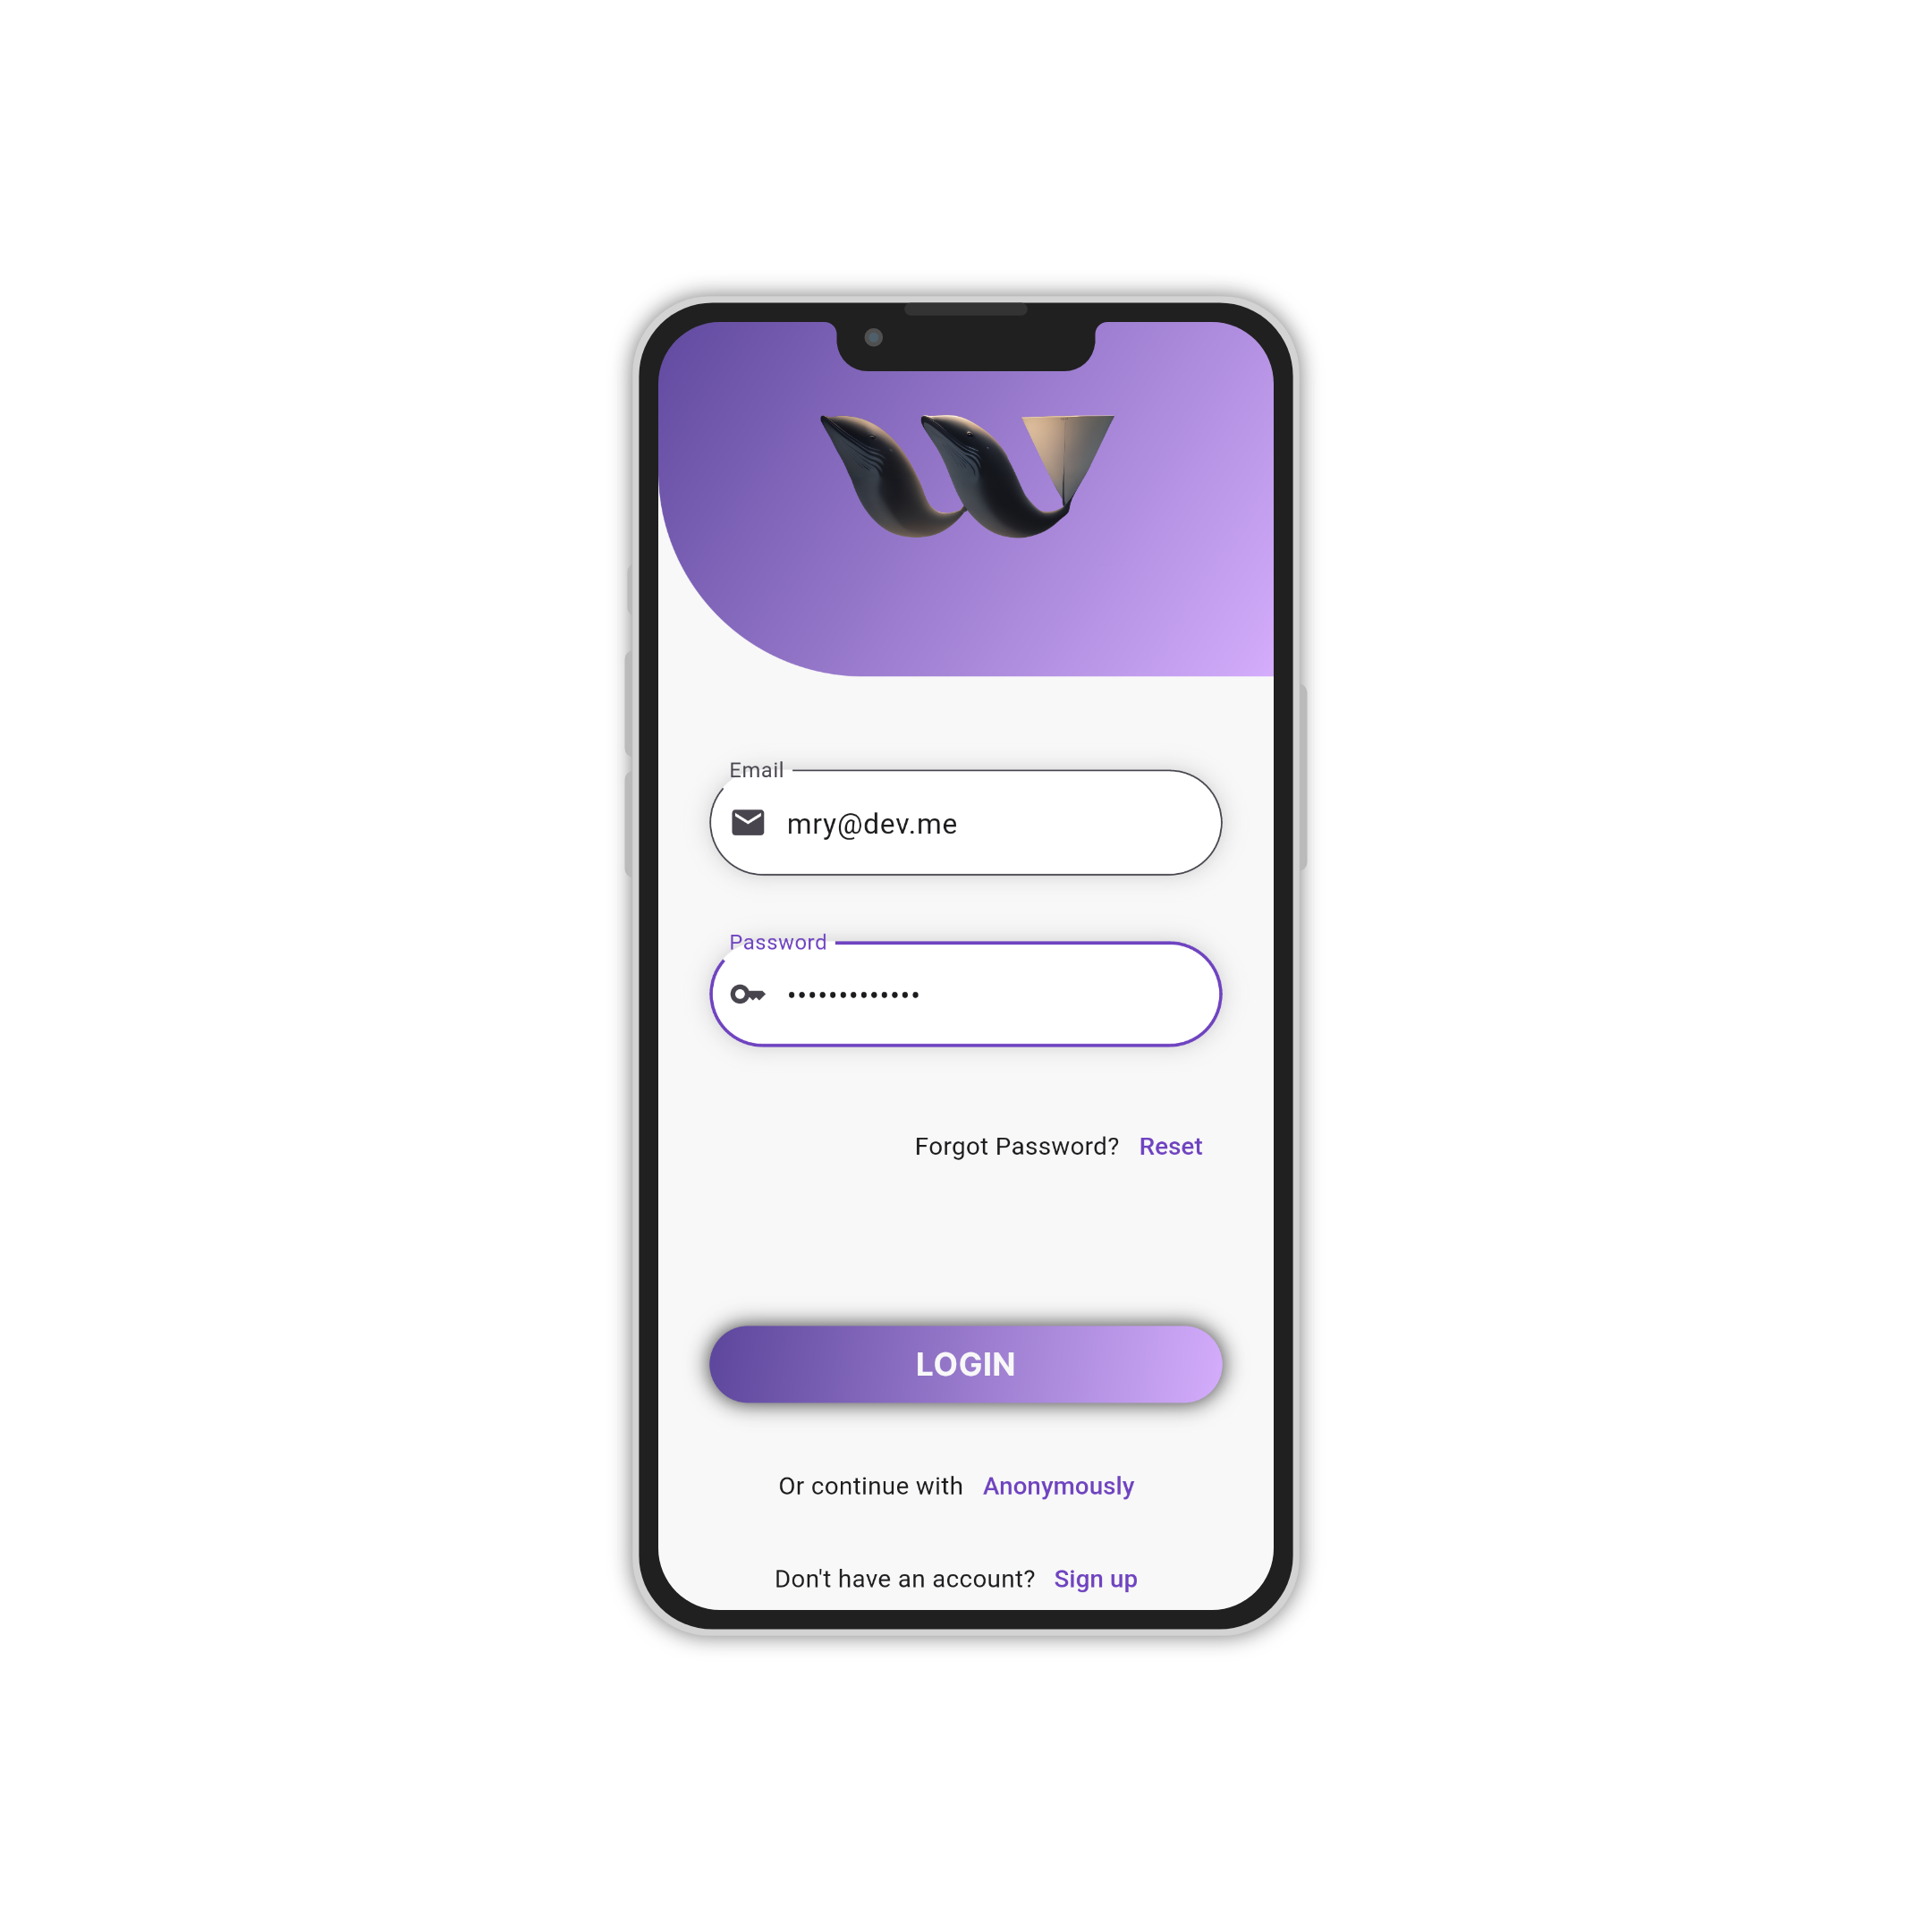 Email
mry@dev.me
Password
•••••••••••••
Forgot Password? Reset
LOGIN
Or continue with Anonymously
Don't have an account? Sign up